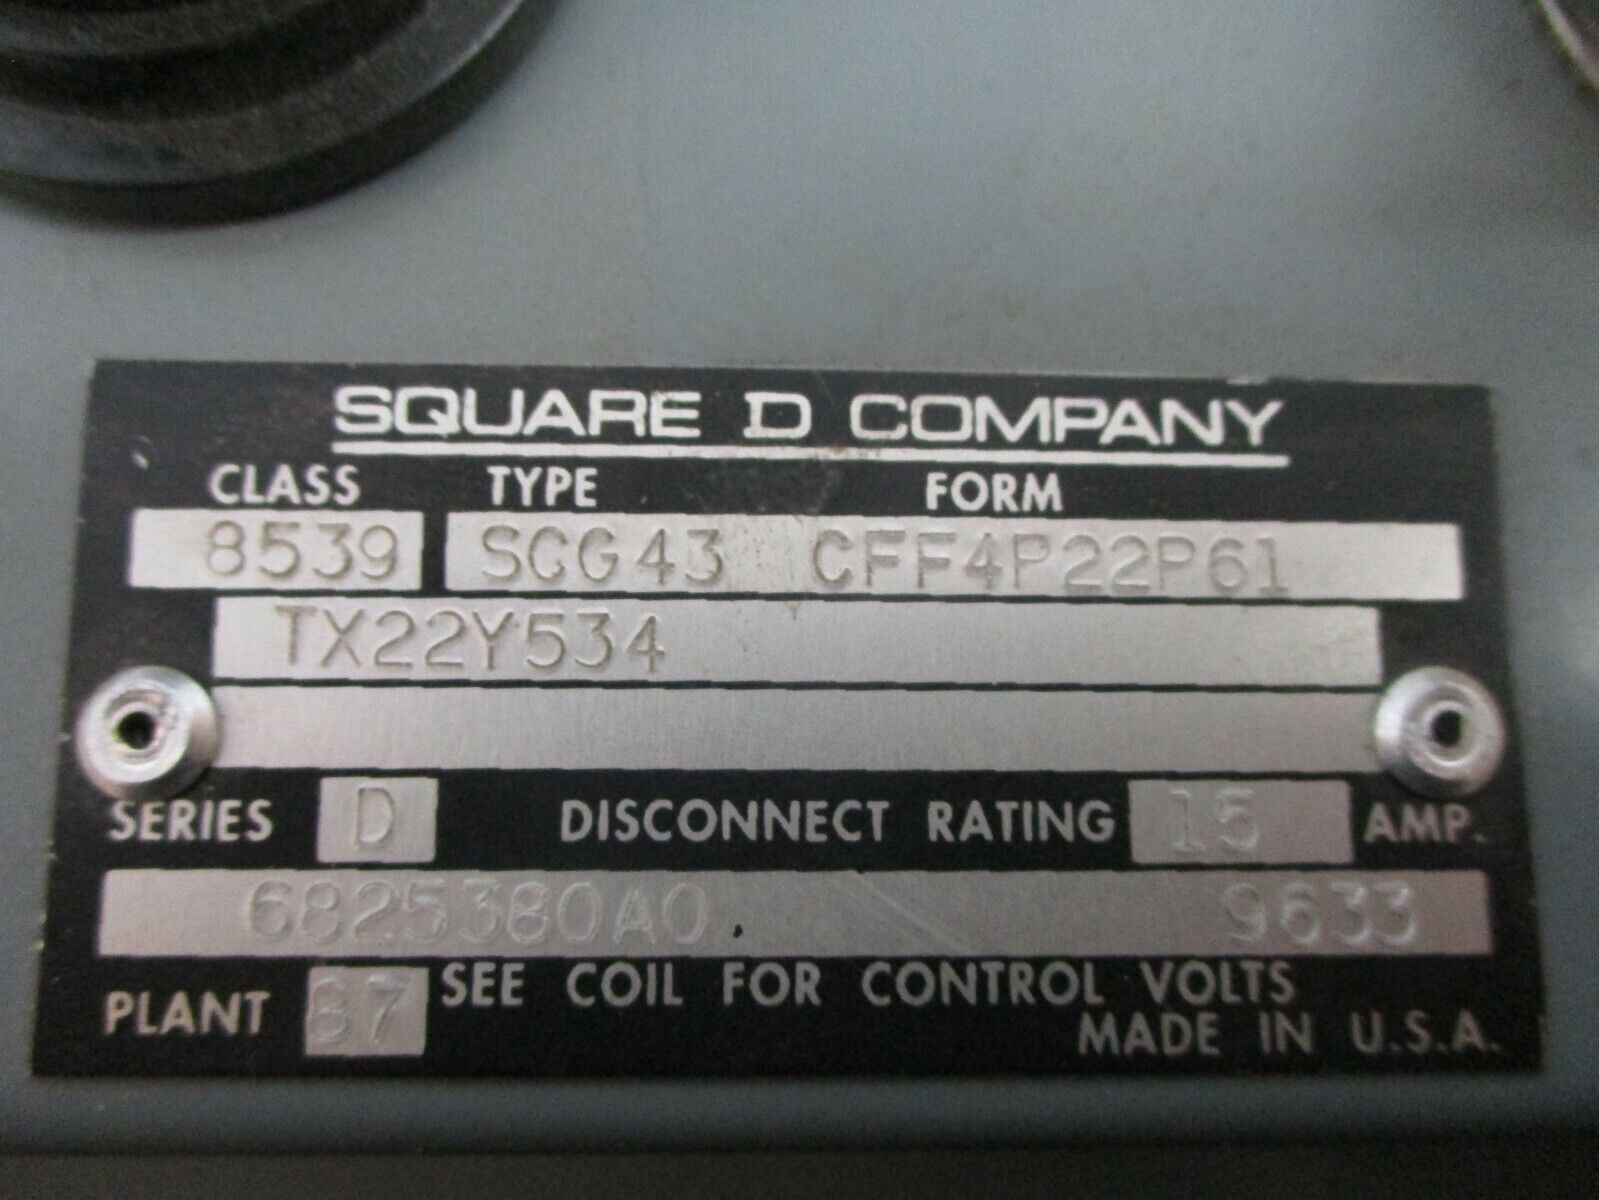 SQUARE D COMPANY
CLASS TYPE FORM
8539 SCG43 CFF4P22P61
TX22Y534
SERIES D DISCONNECT RATING 15 AMP.
6825380A0 9633
PLANT SEE COIL FOR CONTROL VOLTS
MADE IN U.S.A.